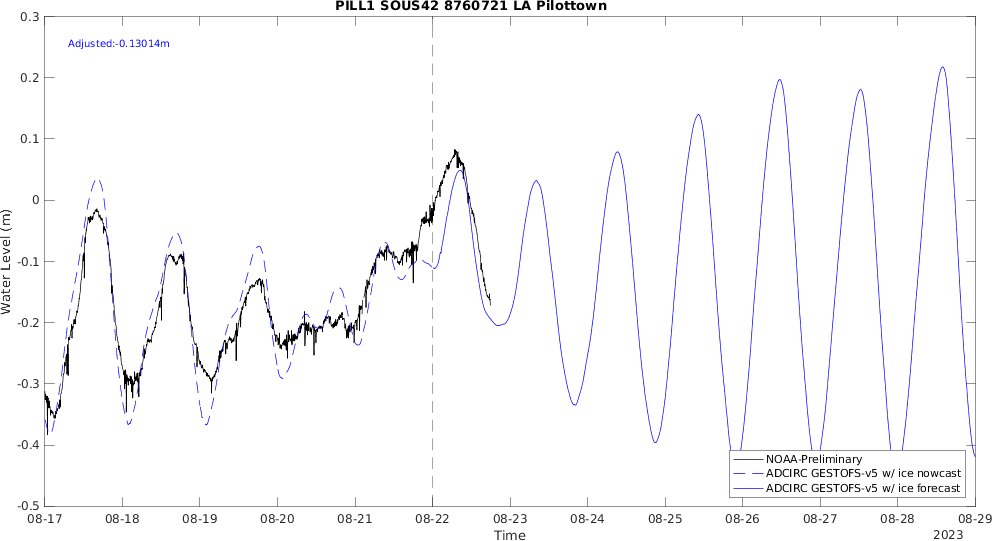 PILL1 SOUS42 8760721 LA Pilottown
Adjusted:-0.13014m
Water Level (m)
0.3
0.2
0.1
0
-0.1
-0.2
-0.3
-0.4
-0.5
NOAA-Preliminary
ADCIRC GESTOFS-v5 w/ ice nowcast
ADCIRC GESTOFS-v5 w/ ice forecast
08-17 08-18 08-19 08-20 08-21 08-22 08-23 08-24 08-25 08-26 08-27 08-28 08-29
Time
2023